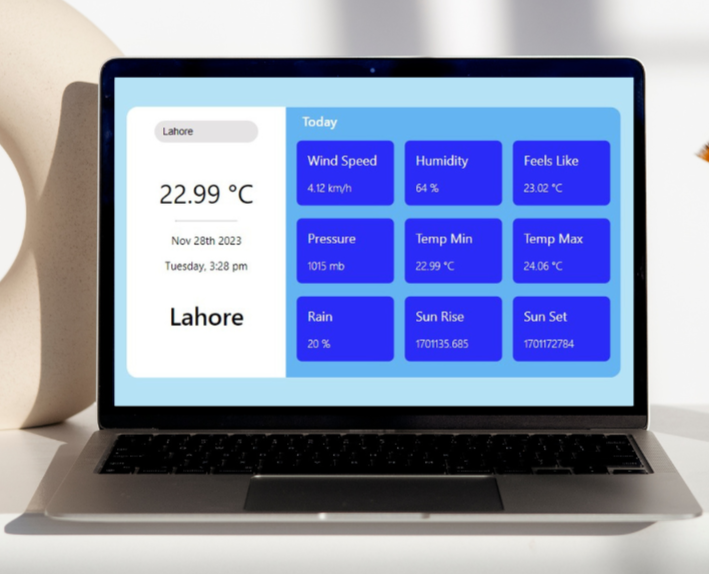 Lahore
22.99 °C
Nov 28th 2023
Tuesday, 3:28 pm
Lahore
Today
Wind Speed
4.12 km/h
Humidity
64 %
Feels Like
23.02 °C
Pressure
1015 mb
Temp Min
22.99 °C
Temp Max
24.06 °C
Rain
20 %
Sun Rise
1701135.685
Sun Set
1701172784